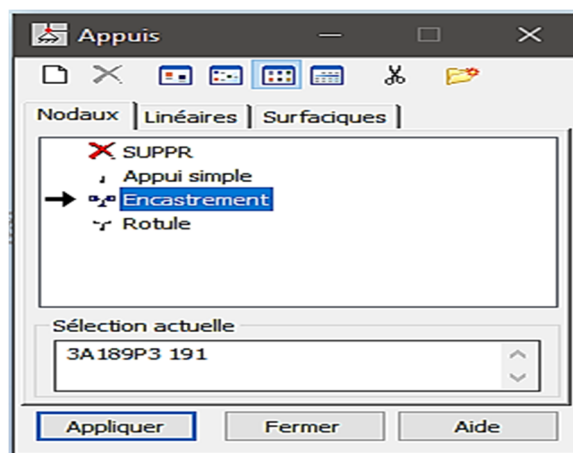 Appuis
Nodaux Linéaires Surfaciques
SUPPR
Appui simple
Encastrement
Rotule
Sélection actuelle
3A189P3 191
Appliquer Fermer Aide